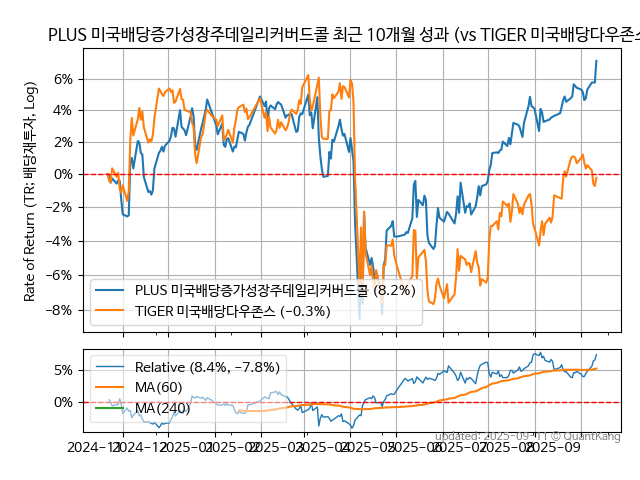 PLUS 미국배당증가성장주데일리커버드콜 최근 10개월 성과 (vs TIGER 미국배당다우존스
Rate of Return (TR: 배당재투자, Log)
6%
4%
2%
0%
−2%
−4%
−6%
−8%
PLUS 미국배당증가성장주데일리커버드콜 (8.2%)
TIGER 미국배당다우존스 (−0.3%)
5%
0%
Relative (8.4%, −7.8%)
MA(60)
MA(240)
2024-11 2024-12 2025-01 2025-02 2025-03 2025-04 2025-05 2025-06 2025-07 2025-08 2025-09
updated: 2025-09-11 © QuantKang